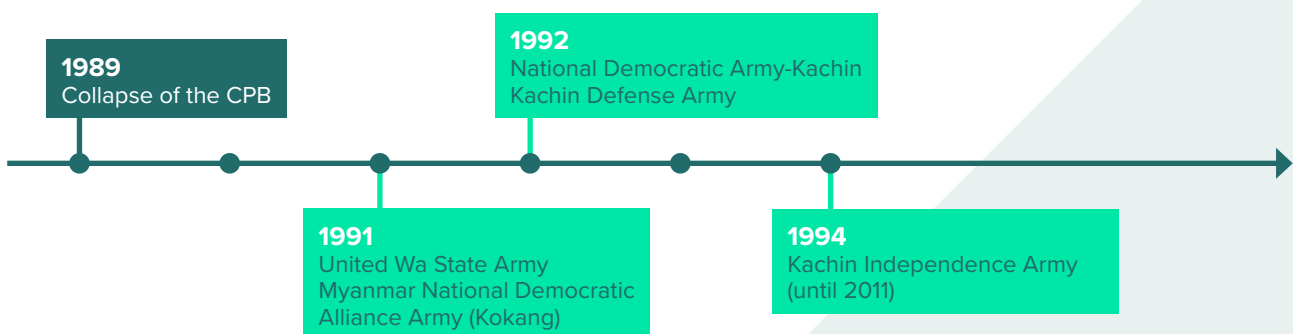 1989
Collapse of the CPB
1991
United Wa State Army
Myanmar National Democratic
Alliance Army (Kokang)
1992
National Democratic Army-Kachin
Kachin Defense Army
1994
Kachin Independence Army
(until 2011)